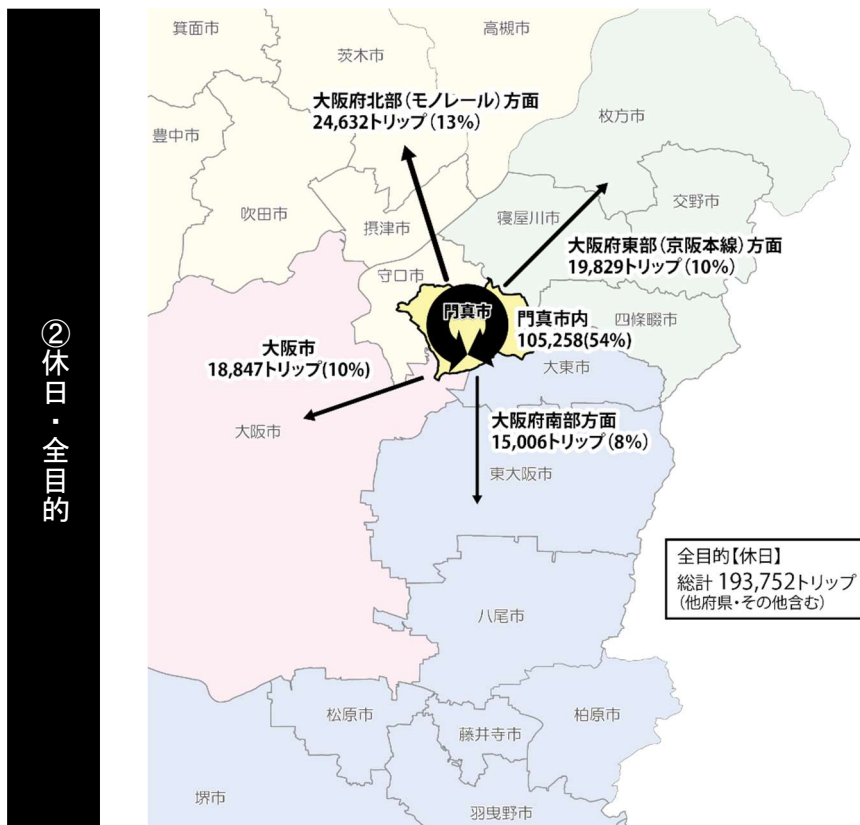 ②休日・全目的
箕面市
茨木市
高槻市
大阪府北部（モノレール）方面
24,632トリップ（13%）
枚方市
豊中市
交野市
吹田市
摂津市
寝屋川市
大阪府東部（京阪本線）方面
19,829トリップ（10%）
守口市
門真市
門真市内
105,258(54%)
四條畷市
大阪市
18,847トリップ(10%)
大東市
大阪府南部方面
15,006トリップ（8%）
大阪市
東大阪市
全目的【休日】
総計 193,752トリップ
（他府県・その他含む）
八尾市
松原市
藤井寺市
柏原市
堺市
羽曳野市